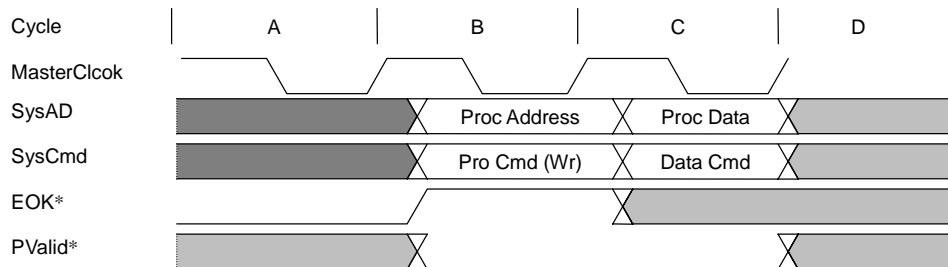 Cycle A B C D
MasterClcok
SysAD Proc Address Proc Data
SysCmd Pro Cmd (Wr) Data Cmd
EOK*
PValid*